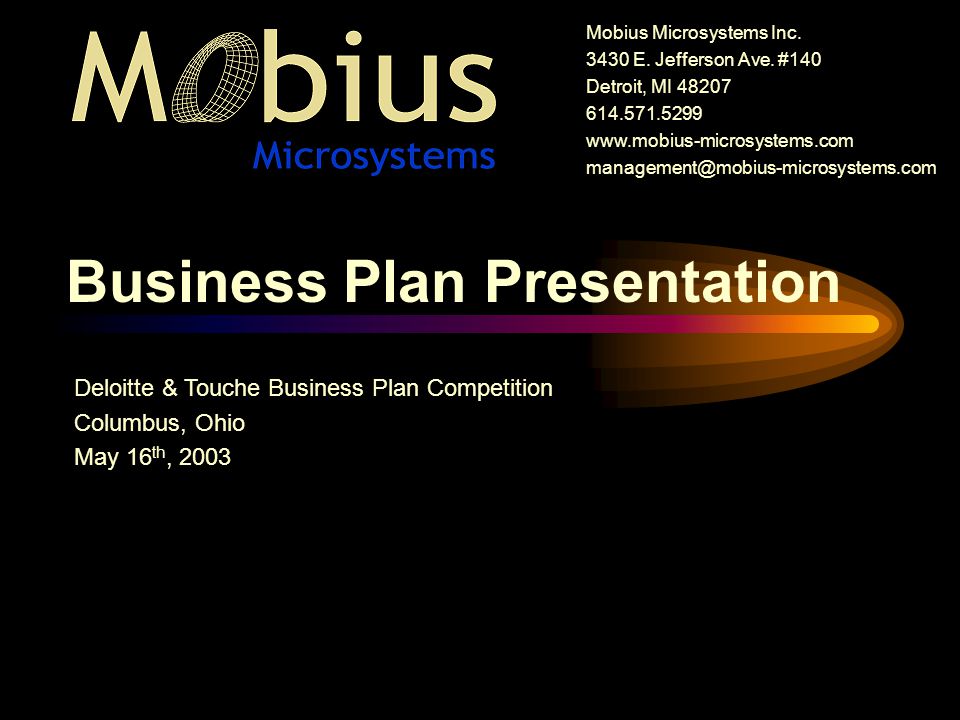 Mobius
Microsystems
Mobius Microsystems Inc.
3430 E. Jefferson Ave. #140
Detroit, MI 48207
614.571.5299
www.mobius-microsystems.com
management@mobius-microsystems.com
Business Plan Presentation
Deloitte & Touche Business Plan Competition
Columbus, Ohio
May 16th, 2003